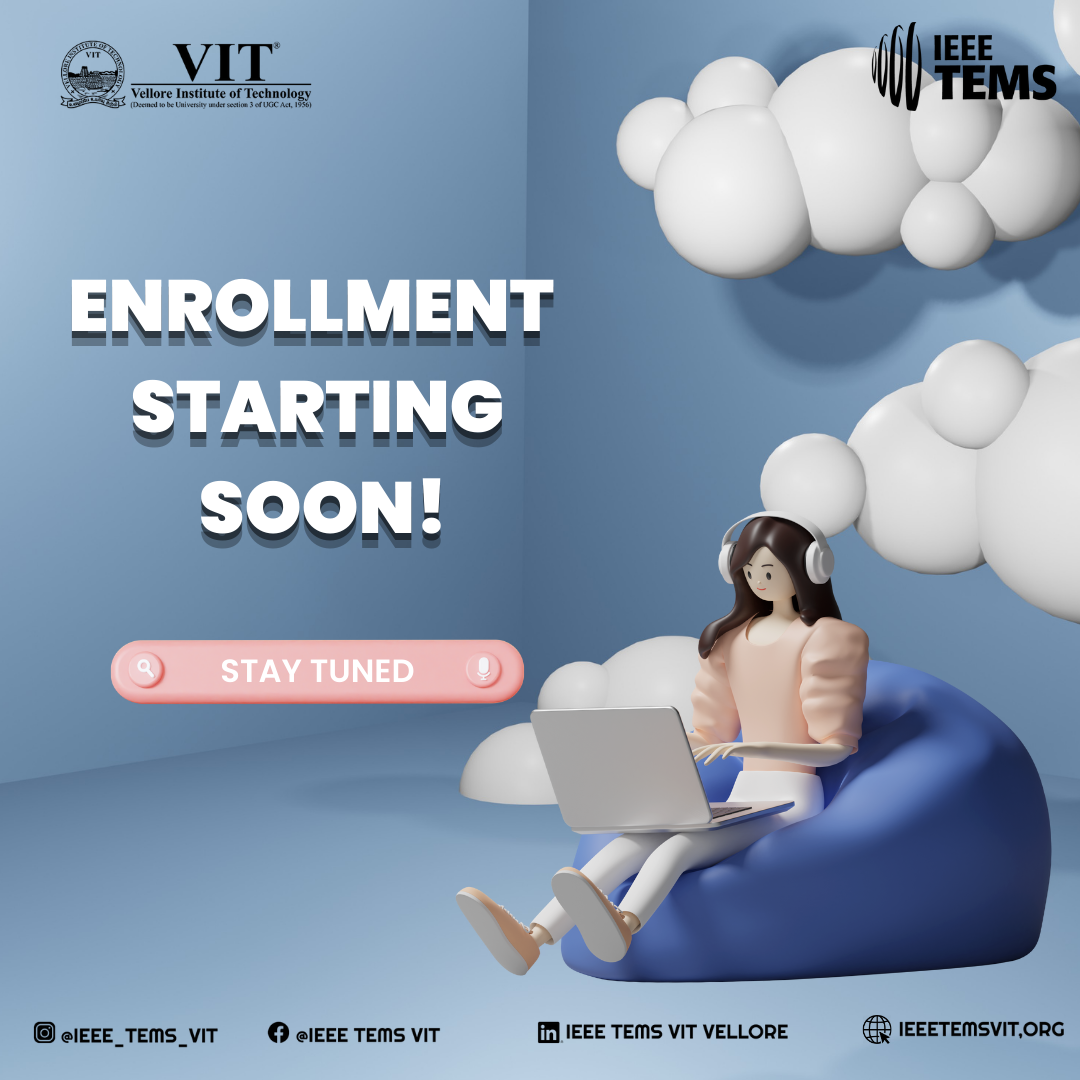 VIT
VIT®
Vellore Institute of Technology
(Deemed to be University under section 3 of UGC Act, 1956)
IEEE
TEMS
ENROLLMENT
STARTING
SOON!
STAY TUNED
@IEEE_TEMS_VIT
@IEEE TEMS VIT
IEEE TEMS VIT VELLORE
IEEETEMSVIT,ORG